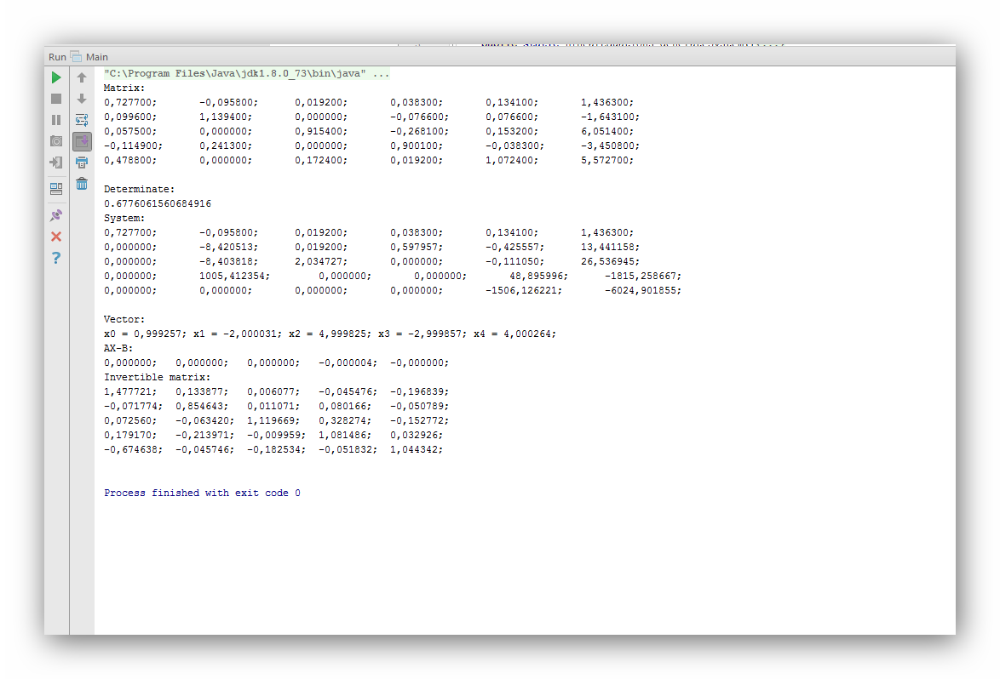 Run Main
"C:\Program Files\Java\jdk1.8.0_73\bin\java" ...
Matrix:
0,727700; -0,095800; 0,019200; 0,038300; 0,134100; 1,436300;
0,099600; 1,139400; 0,000000; -0,076600; 0,076600; -1,643100;
0,057500; 0,000000; 0,915400; -0,268100; 0,153200; 6,051400;
-0,114900; 0,241300; 0,000000; 0,900100; -0,038300; -3,450800;
0,478800; 0,000000; 0,172400; 0,019200; 1,072400; 5,572700;
Determinate:
0.6776061560684916
System:
0,727700; -0,095800; 0,019200; 0,038300; 0,134100; 1,436300;
0,000000; -8,420513; 0,019200; 0,597957; -0,425557; 13,441158;
0,000000; -8,403818; 2,034727; 0,000000; -0,111050; 26,536945;
0,000000; 1005,412354; 0,000000; 0,000000; 48,895996; -1815,258667;
0,000000; 0,000000; 0,000000; 0,000000; -1506,126221; -6024,901855;
Vector:
x0 = 0,999257; x1 = -2,000031; x2 = 4,999825; x3 = -2,999857; x4 = 4,000264;
AX-B:
0,000000; 0,000000; 0,000000; -0,000004; -0,000000;
Invertible matrix:
1,477721; 0,133877; 0,006077; -0,045476; -0,196839;
-0,071774; 0,854643; 0,011071; 0,080166; -0,050789;
0,072560; -0,063420; 1,119669; 0,328274; -0,152772;
0,179170; -0,213971; -0,009959; 1,081486; 0,032926;
-0,674638; -0,045746; -0,182534; -0,051832; 1,044342;
Process finished with exit code 0